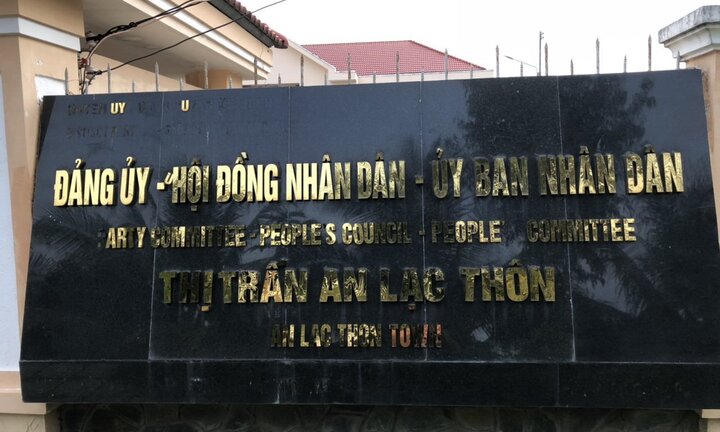 ĐẢNG ỦY - HỘI ĐỒNG NHÂN DÂN - ỦY BAN NHÂN DÂN
ARTY COMMITTEE - PEOPLE'S COUNCIL - PEOPLE COMMITTEE
THỊ TRẤN AN LẠC THÔN
AN LAC THON TOWN